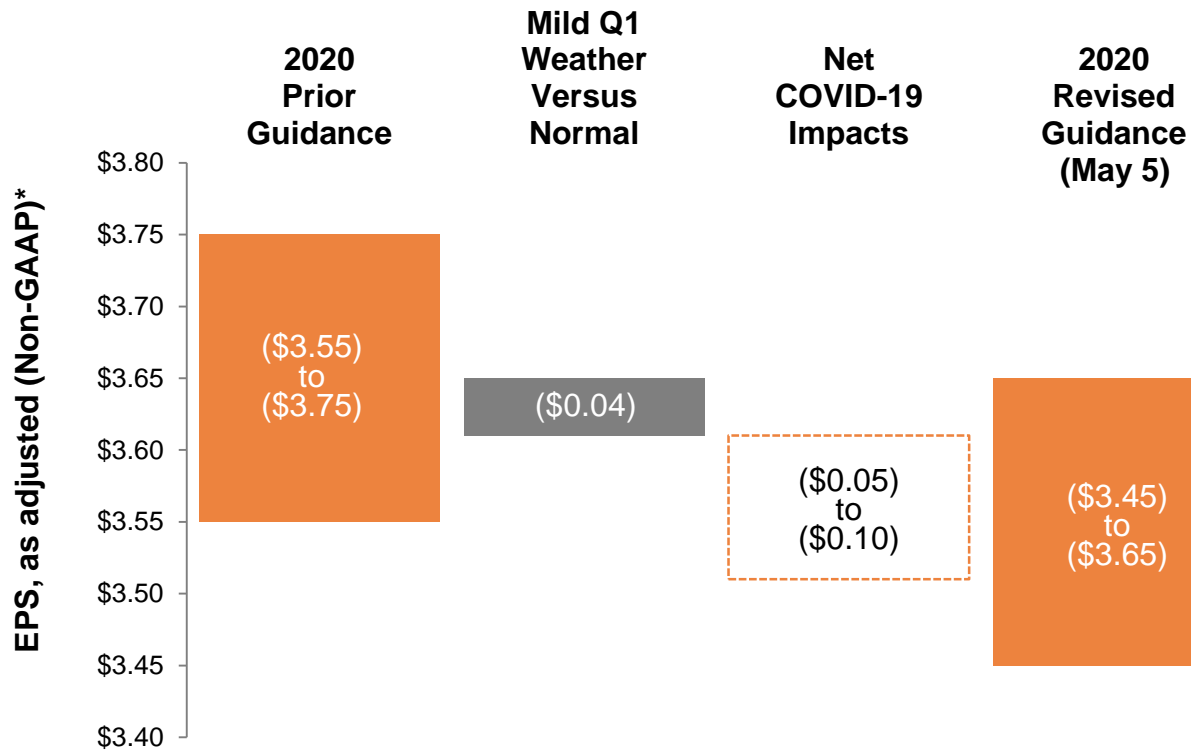 2020
Prior
Guidance
Mild Q1
Weather
Versus
Normal
Net
COVID-19
Impacts
2020
Revised
Guidance
(May 5)
EPS, as adjusted (Non-GAAP)*
$3.80
$3.75
$3.70
$3.65
$3.60
$3.55
$3.50
$3.45
$3.40
($3.55)
to
($3.75)
($0.04)
($0.05)
to
($0.10)
($3.45)
to
($3.65)